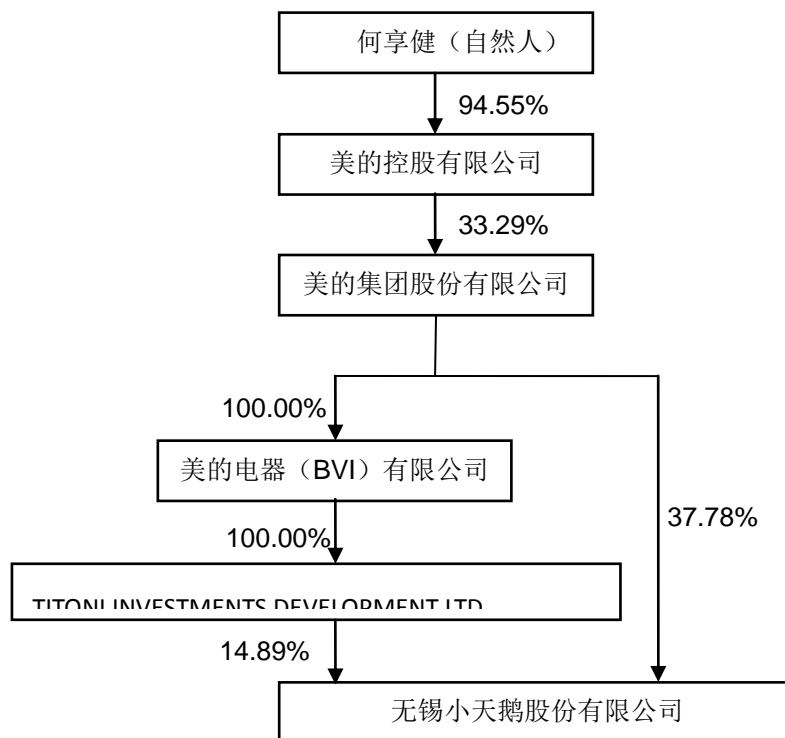 何享健（自然人）
94.55%
美的控股有限公司
33.29%
美的集团股份有限公司
100.00%
美的电器（BVI）有限公司
37.78%
100.00%
TITONI INVESTMENTS DEVELOPMENT LTD
14.89%
无锡小天鹅股份有限公司